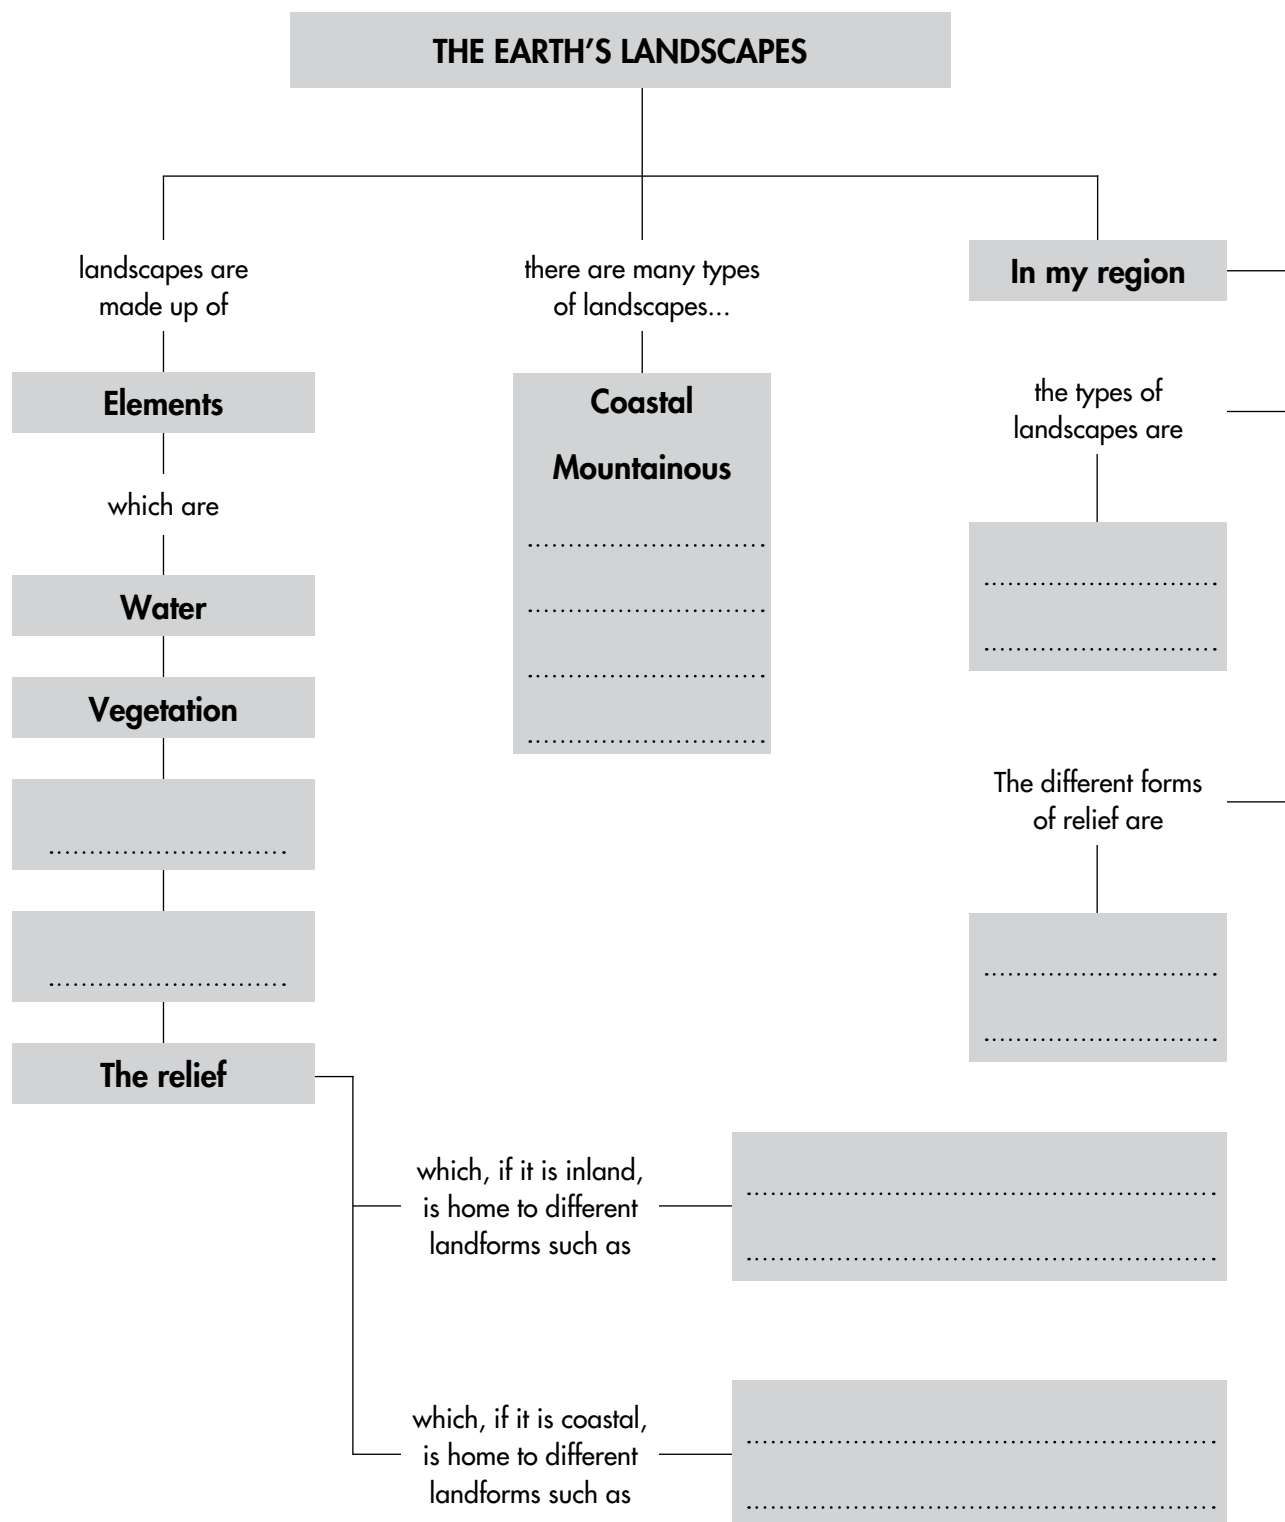 THE EARTH’S LANDSCAPES
landscapes are
made up of
Elements
which are
Water
Vegetation
The relief
there are many types
of landscapes...
Coastal
Mountainous
In my region
the types of
landscapes are
The different forms
of relief are
which, if it is inland,
is home to different
landforms such as
which, if it is coastal,
is home to different
landforms such as